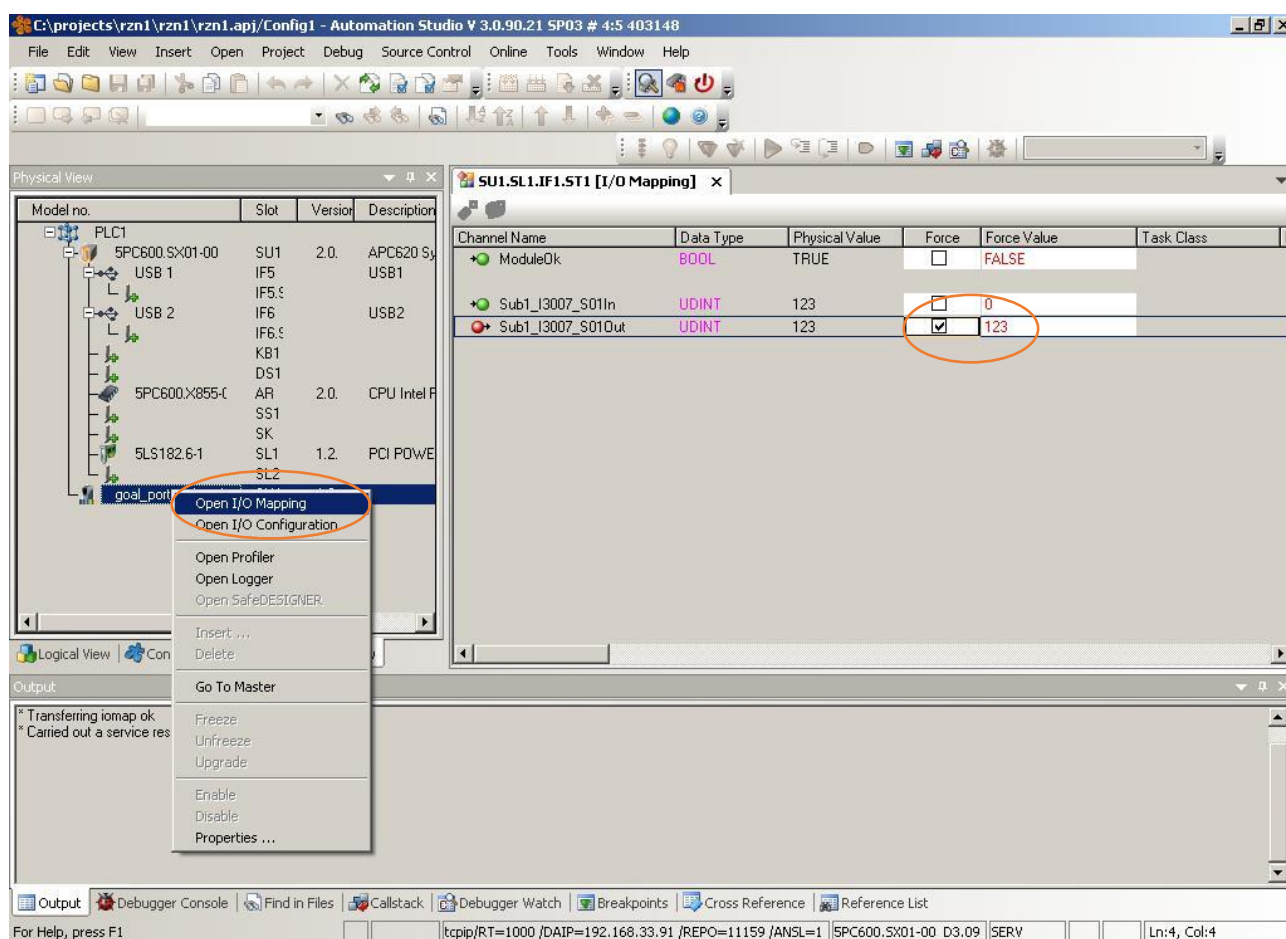 C:\projects\rzn1\rzn1\rzn1.apj/Config1 - Automation Studio V 3.0.90.21 SP03 # 4:5 403148
File Edit View Insert Open Project Debug Source Control Online Tools Window Help
Physical View
Model no. Slot Version Description
PLC1
5PC600.SX01-00 SU1 2.0. APC620 Sy
USB 1 IF5 USB1
IF5.S
USB 2 IF6 USB2
IF6.S
KB1
DS1
5PC600.X855-0 AR 2.0. CPU Intel P
SS1
SK
5LS182.6-1 SL1 1.2. PCI POWE
SL2
goal_port
Open I/O Mapping
Open I/O Configuration
Open Profiler
Open Logger
Open SafeDESIGNER
Insert ...
Delete
Go To Master
Freeze
Unfreeze
Upgrade
Enable
Disable
Properties ...
SU1.SL1.IF1.ST1 [I/O Mapping]
Channel Name Data Type Physical Value Force Force Value Task Class
ModuleOk BOOL TRUE FALSE
Sub1_I3007_S01In UDINT 123 0
Sub1_I3007_S01Out UDINT 123 123
Logical View Con
Output
* Transferring iomap ok
* Carried out a service res
Output Debugger Console Find in Files Callstack Debugger Watch Breakpoints Cross Reference Reference List
For Help, press F1 tcpip/RT=1000 /DAIP=192.168.33.91 /REPO=11159 /ANSL=1 5PC600.SX01-00 D3.09 SERV Ln:4, Col:4